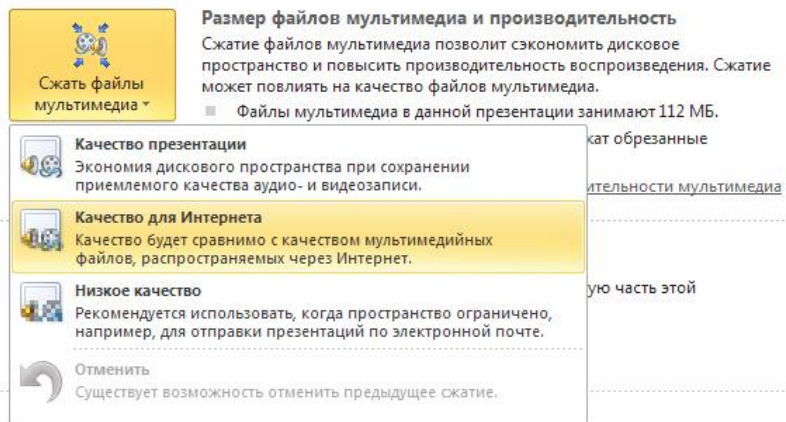 Сжать файлы
мультимедиа
Размер файлов мультимедиа и производительность
Сжатие файлов мультимедиа позволит сэкономить дисковое
пространство и повысить производительность воспроизведения. Сжатие
может повлиять на качество файлов мультимедиа.
Файлы мультимедиа в данной презентации занимают 112 МБ.
обрезанные
мультимедиа
ую часть этой
Качество презентации
Экономия дискового пространства при сохранении
приемлемого качества аудио- и видеозаписи.
Качество для Интернета
Качество будет сравнимо с качеством мультимедийных
файлов, распространяемых через Интернет.
Низкое качество
Рекомендуется использовать, когда пространство ограничено,
например, для отправки презентаций по электронной почте.
Отменить
Существует возможность отменить предыдущее сжатие.